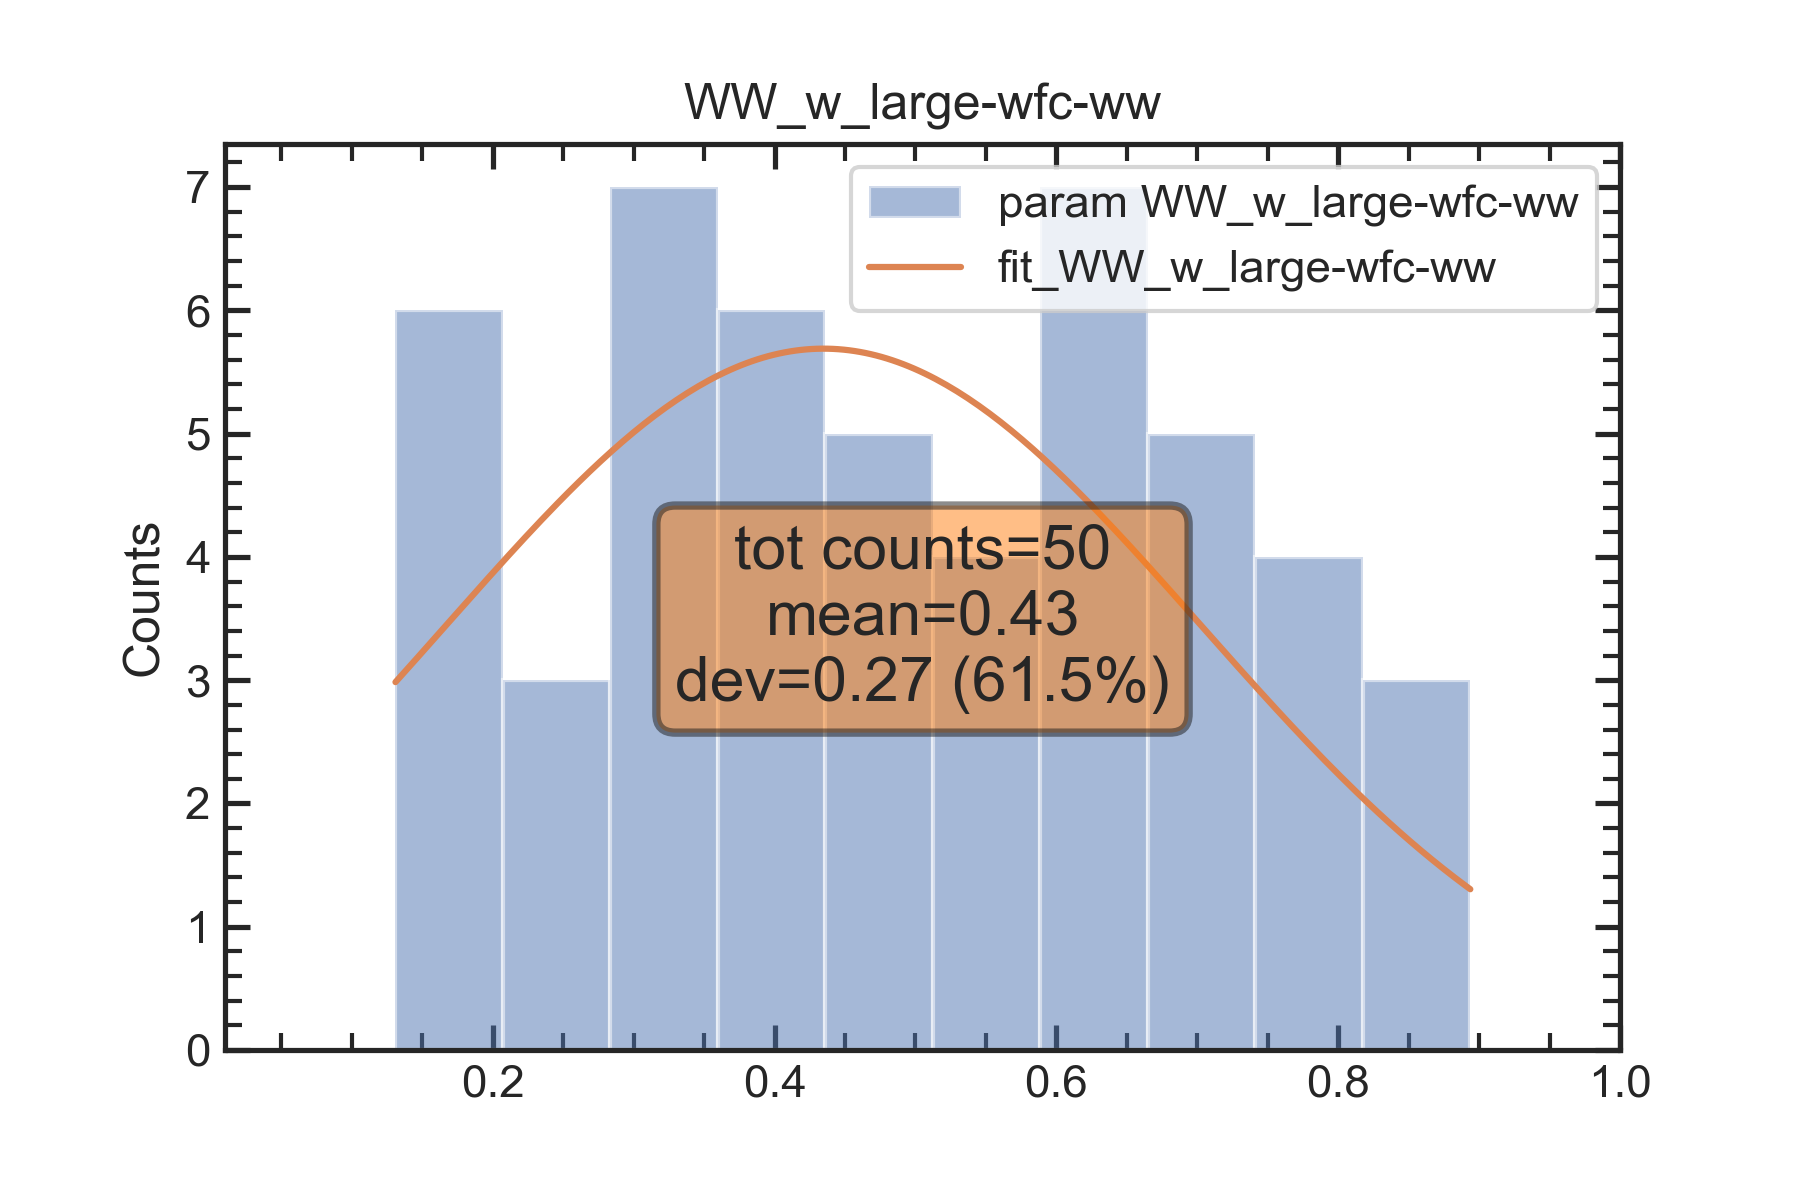 WW_w_large-wfc-ww
param WW_w_large-wfc-ww
fit_WW_w_large-wfc-ww
7
6
5
4
3
2
1
0
Counts
tot counts=50
mean=0.43
dev=0.27 (61.5%)
0.2 0.4 0.6 0.8 1.0